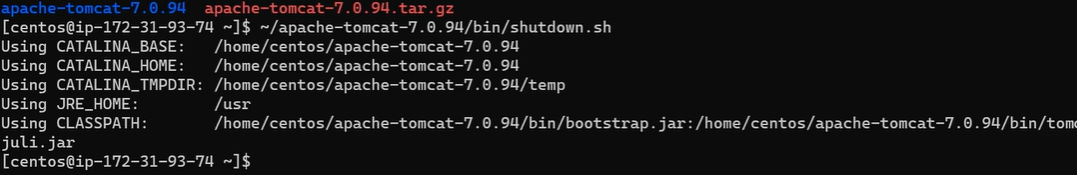 apache-tomcat-7.0.94  apache-tomcat-7.0.94.tar.gz
[centos@ip-172-31-93-74 ~]$ ~/apache-tomcat-7.0.94/bin/shutdown.sh
Using CATALINA_BASE:   /home/centos/apache-tomcat-7.0.94
Using CATALINA_HOME:   /home/centos/apache-tomcat-7.0.94
Using CATALINA_TMPDIR: /home/centos/apache-tomcat-7.0.94/temp
Using JRE_HOME:        /usr
Using CLASSPATH:       /home/centos/apache-tomcat-7.0.94/bin/bootstrap.jar:/home/centos/apache-tomcat-7.0.94/bin/
juli.jar
[centos@ip-172-31-93-74 ~]$